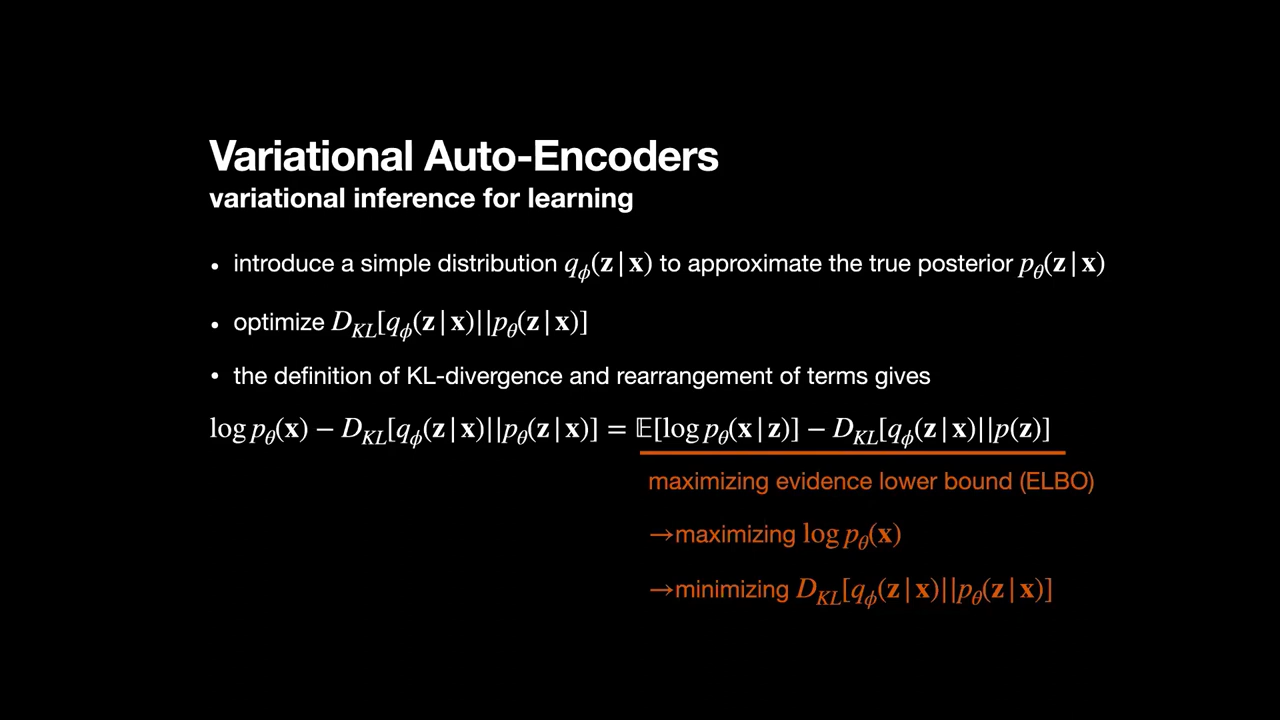 Variational Auto-Encoders
variational inference for learning
• introduce a simple distribution qϕ(z|x) to approximate the true posterior pθ(z|x)
• optimize DKL[qϕ(z|x)||pθ(z|x)]
• the definition of KL-divergence and rearrangement of terms gives
log pθ(x) − DKL[qϕ(z|x)||pθ(z|x)] = 𝔼[log pθ(x|z)] − DKL[qϕ(z|x)||p(z)]
maximizing evidence lower bound (ELBO)
→maximizing log pθ(x)
→minimizing DKL[qϕ(z|x)||pθ(z|x)]